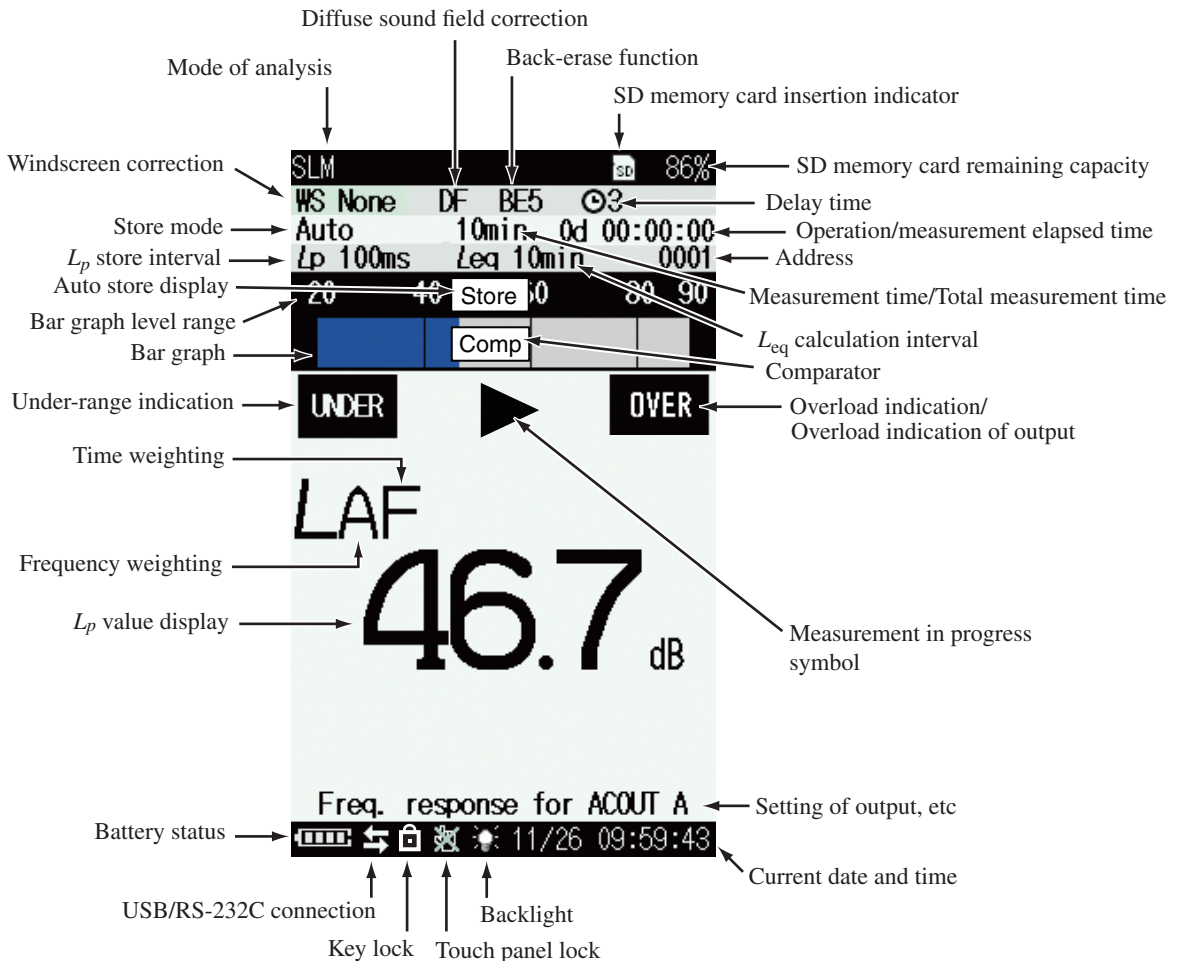 Diffuse sound field correction
Back-erase function
Mode of analysis
SD memory card insertion indicator
Windscreen correction
SLM SD 86%
SD memory card remaining capacity
WS None DF BE5 3
Delay time
Store mode
Auto 10min 0d 00:00:00
Operation/measurement elapsed time
Lp store interval
Lp 100ms Leq 10min 0001
Address
Auto store display
20 40 Store 60 80 90
Measurement time/Total measurement time
Bar graph level range
Leq calculation interval
Bar graph
Comp
Comparator
Under-range indication
UNDER OVER
Overload indication/
Overload indication of output
Time weighting
LAF
Frequency weighting
46.7 dB
Lp value display
Measurement in progress
symbol
Freq. response for ACOUT A
Setting of output, etc
Battery status
11/26 09:59:43
Current date and time
USB/RS-232C connection
Backlight
Key lock
Touch panel lock